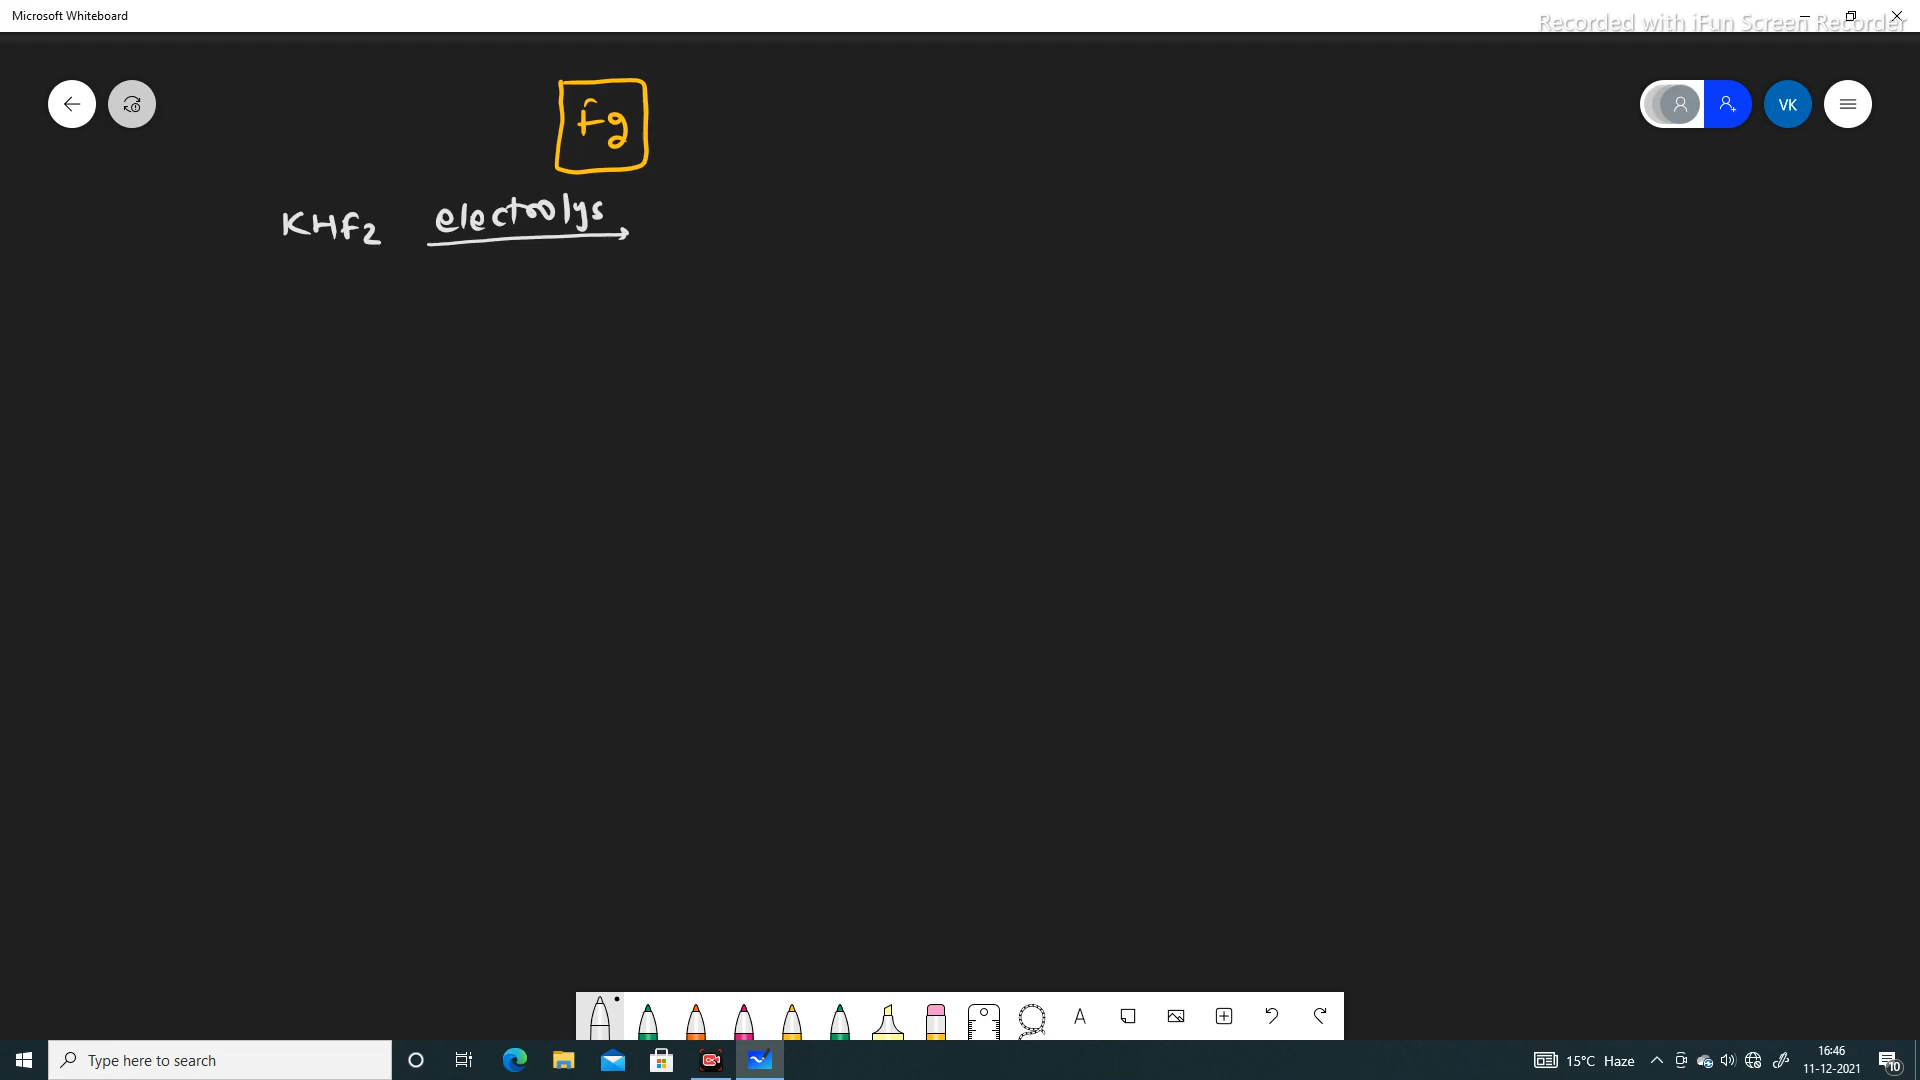 Microsoft Whiteboard
Recorded with iFun Screen Recorder
Fg
VK
KHF2 electrolys
A
Type here to search
15°C Haze
16:46
11-12-2021
10